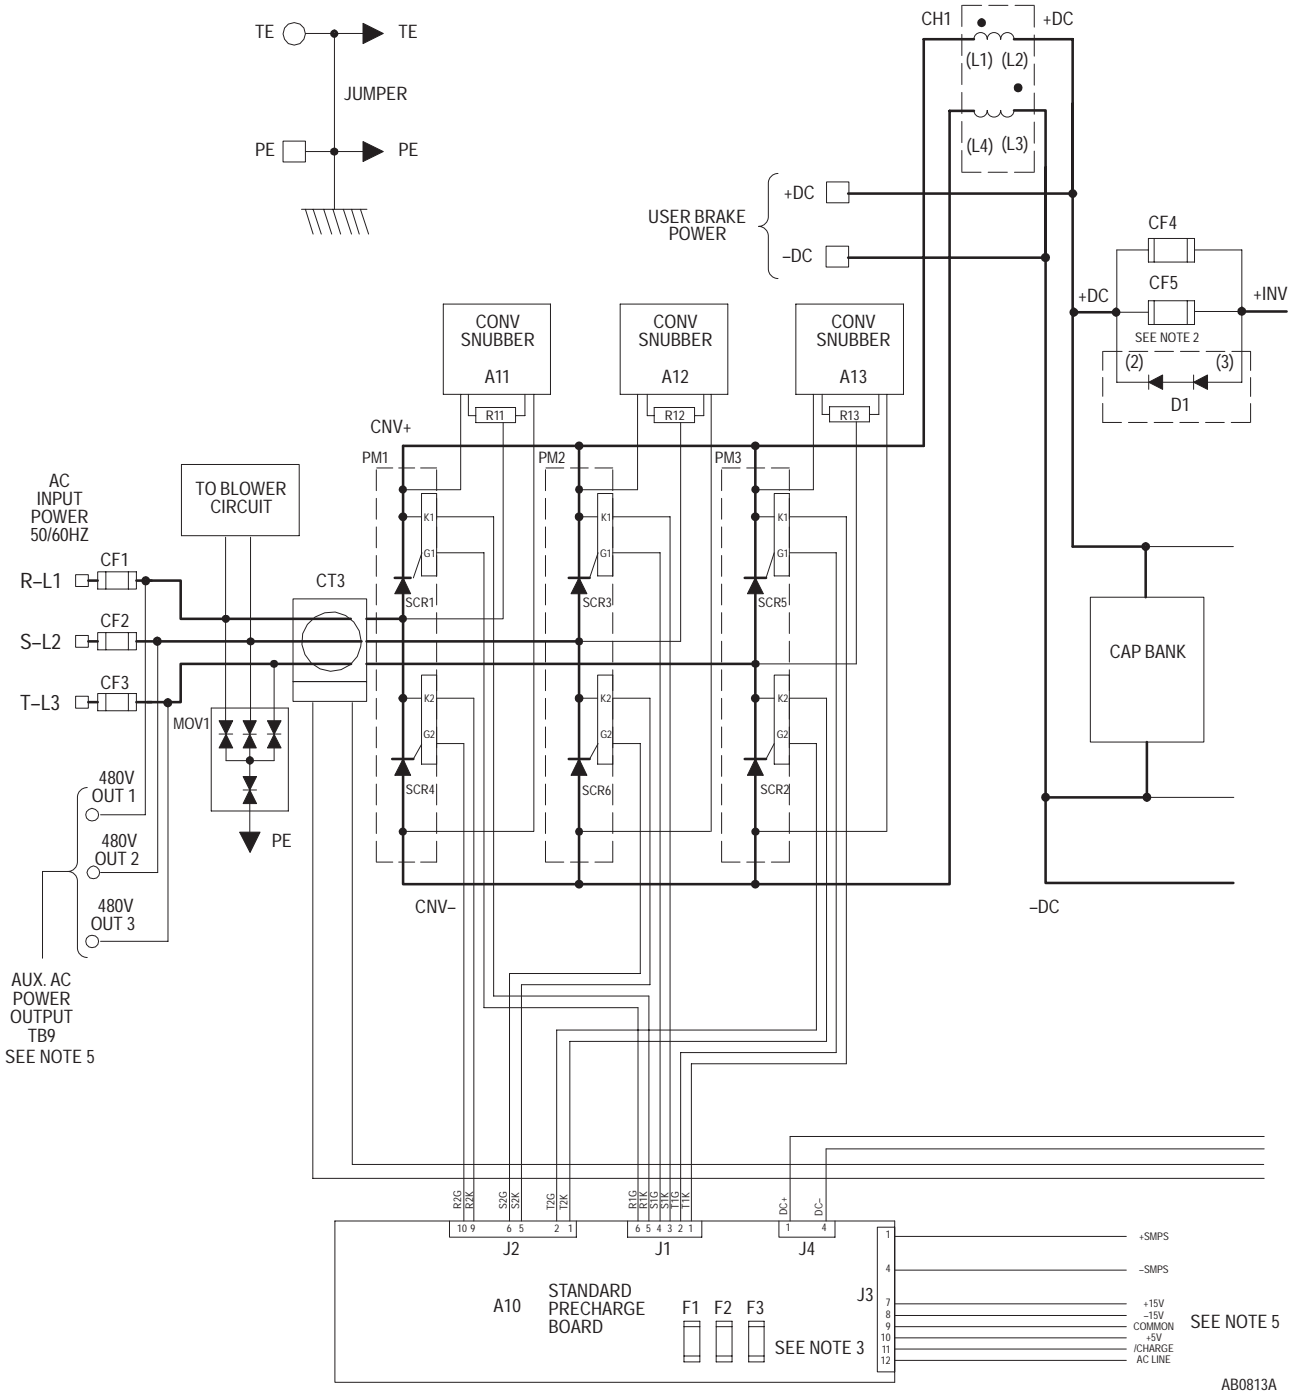 TE
TE
JUMPER
PE
PE
CH1
+DC
(L1) (L2)
(L4) (L3)
USER BRAKE
POWER
+DC
–DC
CF4
CF5
+DC
+INV
SEE NOTE 2
(2)
(3)
D1
CONV
SNUBBER
A11
R11
CONV
SNUBBER
A12
R12
CONV
SNUBBER
A13
R13
CNV+
PM1
PM2
PM3
AC
INPUT
POWER
50/60HZ
TO BLOWER
CIRCUIT
K1
G1
K1
G1
K1
G1
R–L1
CF1
CT3
SCR1
SCR3
SCR5
S–L2
CF2
T–L3
CF3
CAP BANK
MOV1
K2
G2
K2
G2
K2
G2
SCR4
SCR6
SCR2
480V
OUT 1
480V
OUT 2
480V
OUT 3
PE
CNV–
–DC
AUX. AC
POWER
OUTPUT
TB9
SEE NOTE 5
R2G
R2K
S2G
S2K
T2G
T2K
R1G
R1K
S1G
S1K
T1G
T1K
DC+
DC–
10 9 6 5 2 1
J2
6 5 4 3 2 1
J1
1 4
J4
A10
STANDARD
PRECHARGE
BOARD
F1 F2 F3
SEE NOTE 3
J3
1 +SMPS
4 –SMPS
7 +15V
8 –15V
9 COMMON
10 +5V
11 /CHARGE
12 AC LINE
SEE NOTE 5
AB0813A